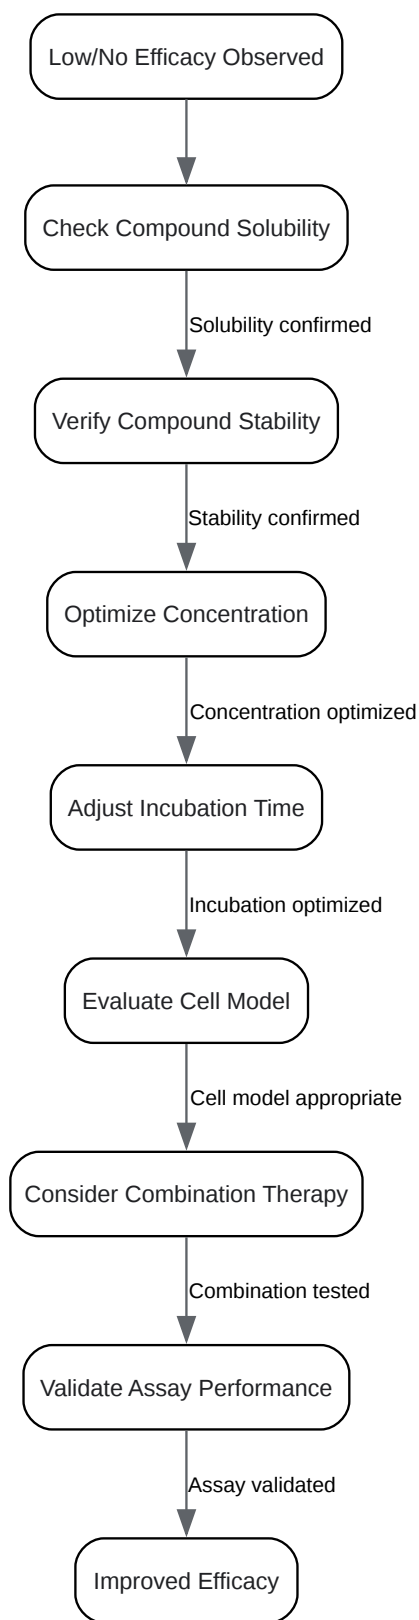 Low/No Efficacy Observed
Check Compound Solubility
Solubility confirmed
Verify Compound Stability
Stability confirmed
Optimize Concentration
Concentration optimized
Adjust Incubation Time
Incubation optimized
Evaluate Cell Model
Cell model appropriate
Consider Combination Therapy
Combination tested
Validate Assay Performance
Assay validated
Improved Efficacy